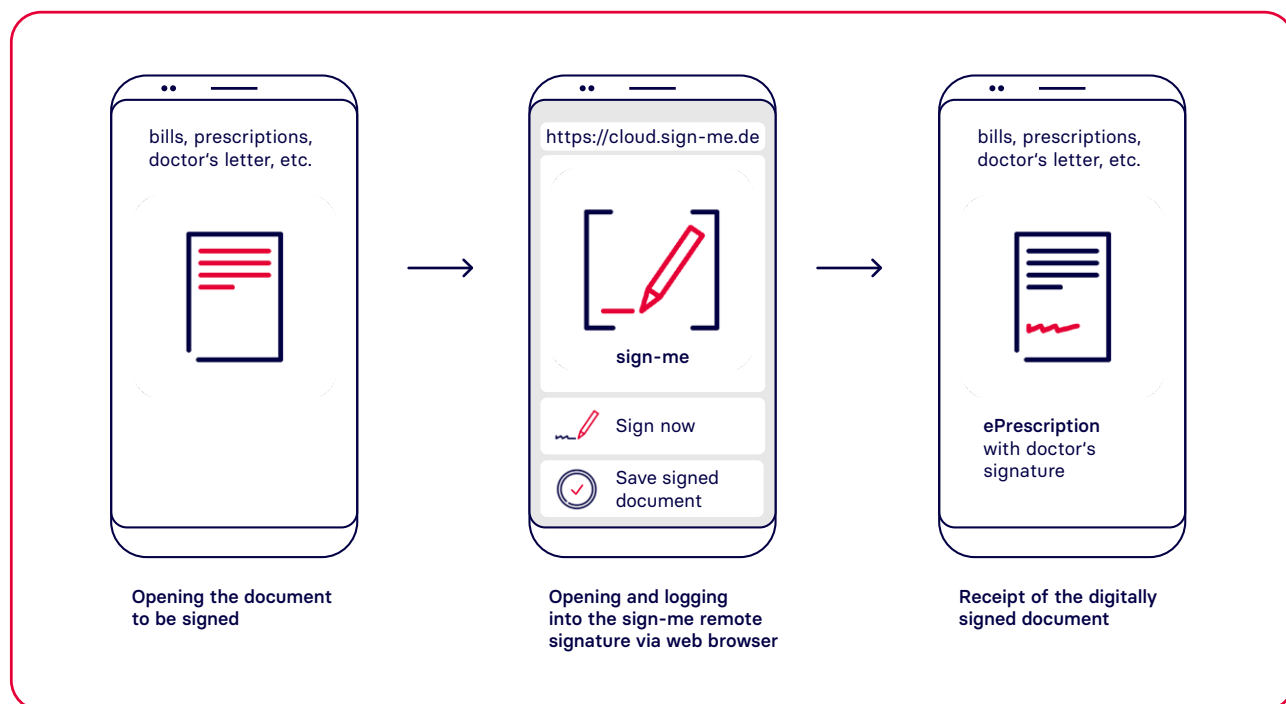 bills, prescriptions,
doctor‘s letter, etc.
Opening the document
to be signed
https://cloud.sign-me.de
sign-me
Sign now
Save signed
document
Opening and logging
into the sign-me remote
signature via web browser
bills, prescriptions,
doctor‘s letter, etc.
ePrescription
with doctor‘s
signature
Receipt of the digitally
signed document